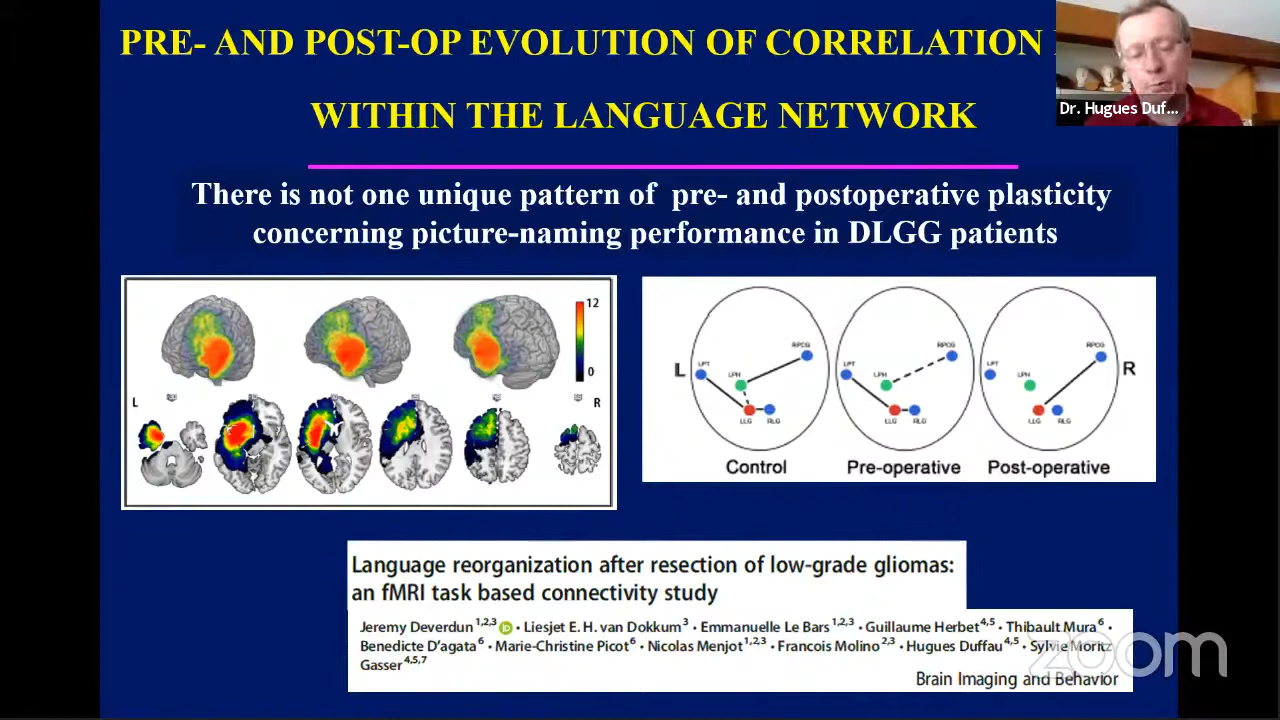 PRE- AND POST-OP EVOLUTION OF CORRELATION
WITHIN THE LANGUAGE NETWORK
Dr. Hugues Duf...
There is not one unique pattern of pre- and postoperative plasticity
concerning picture-naming performance in DLGG patients
12
0
L
R
L
R
LPT
LPH
RPCG
LLG
RLG
Control
LPT
LPH
RPCG
LLG
RLG
Pre-operative
LPT
LPH
RPCG
LLG
RLG
Post-operative
Language reorganization after resection of low-grade gliomas:
an fMRI task based connectivity study
Jeremy Deverdun 1,2,3 iD · Liesjet E. H. van Dokkum 3 · Emmanuelle Le Bars 1,2,3 · Guillaume Herbet 4,5 · Thibault Mura 6 ·
Benedicte D'agata 6 · Marie-Christine Picot 6 · Nicolas Menjot 1,2,3 · Francois Molino 2,3 · Hugues Duffau 4,5 · Sylvie Moritz
Gasser 4,5,7
Brain Imaging and Behavior
zoom